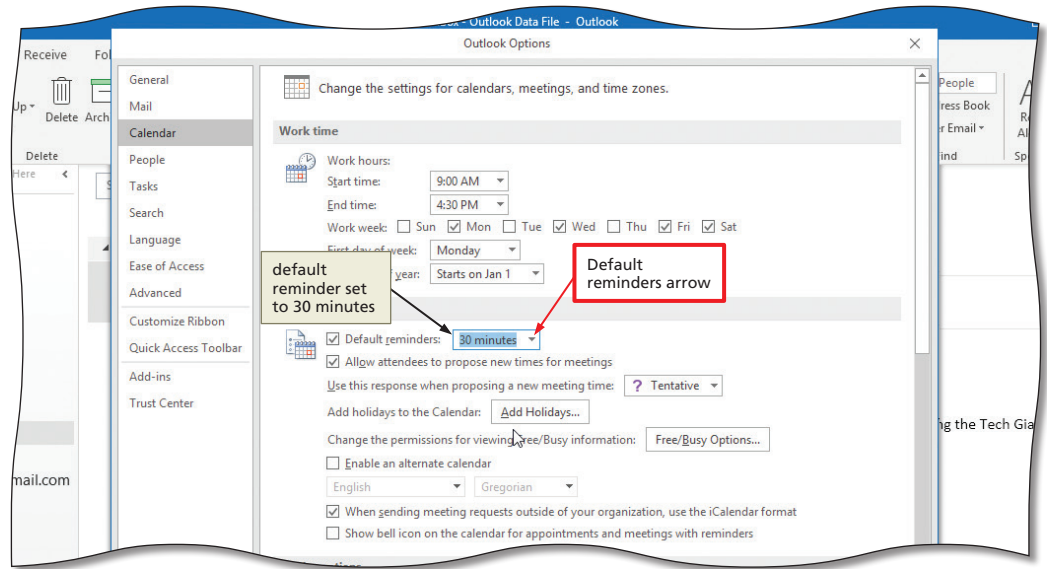 - Outlook Data File - Outlook
Outlook Options
Receive
Up
Delete
Delete
Here
mail.com
General
Mail
Calendar
People
Tasks
Search
Language
Ease of Access
Advanced
Customize Ribbon
Quick Access Toolbar
Add-ins
Trust Center
Change the settings for calendars, meetings, and time zones.
Work time
Work hours:
Start time: 9:00 AM
End time: 4:30 PM
Work week: Sun Mon Tue Wed Thu Fri Sat
First day of week: Monday
year: Starts on Jan 1
default
reminder set
to 30 minutes
Default
reminders arrow
Default reminders: 30 minutes
Allow attendees to propose new times for meetings
Use this response when proposing a new meeting time: ? Tentative
Add holidays to the Calendar: Add Holidays...
Change the permissions for viewing Free/Busy information: Free/Busy Options...
Enable an alternate calendar
English Gregorian
When sending meeting requests outside of your organization, use the iCalendar format
Show bell icon on the calendar for appointments and meetings with reminders
People
ress Book
r Email
ind
ng the Tech Gia